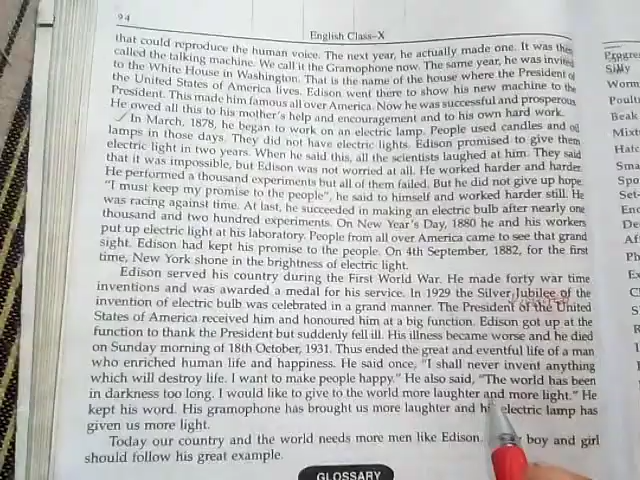 94
English Class–X
that could reproduce the human voice. The next year, he actually made one. It was then
called the talking machine. We call it the Gramophone now. The same year, he was invited
to the White House in Washington. That is the name of the house where the President of
the United States of America lives. Edison went there to show his new machine to the
President. This made him famous all over America. Now he was successful and prosperous.
He owed all this to his mother's help and encouragement and to his own hard work.
In March, 1878, he began to work on an electric lamp. People used candles and oil
lamps in those days. They did not have electric lights. Edison promised to give them
electric light in two years. When he said this, all the scientists laughed at him. They said
that it was impossible, but Edison was not worried at all. He worked harder and harder.
He performed a thousand experiments but all of them failed. But he did not give up hope.
"I must keep my promise to the people", he said to himself and worked harder still. He
was racing against time. At last, he succeeded in making an electric bulb after nearly one
thousand and two hundred experiments. On New Year's Day, 1880 he and his workers
put up electric light at his laboratory. People from all over America came to see that grand
sight. Edison had kept his promise to the people. On 4th September, 1882, for the first
time, New York shone in the brightness of electric light.
Edison served his country during the First World War. He made forty war time
inventions and was awarded a medal for his service. In 1929 the Silver Jubilee of the
invention of electric bulb was celebrated in a grand manner. The President of the United
States of America received him and honoured him at a big function. Edison got up at the
function to thank the President but suddenly fell ill. His illness became worse and he died
on Sunday morning of 18th October, 1931. Thus ended the great and eventful life of a man
who enriched human life and happiness. He said once, "I shall never invent anything
which will destroy life. I want to make people happy." He also said, "The world has been
in darkness too long. I would like to give to the world more laughter and more light." He
kept his word. His gramophone has brought us more laughter and his electric lamp has
given us more light.
Today our country and the world needs more men like Edison. boy and girl
should follow his great example.
GLOSSARY
Progres
Silly
Worm
Poul
Beak
Mixt
Hatc
Sma
Spo
Set-
En
De
Af
Ph
E
C
S
R